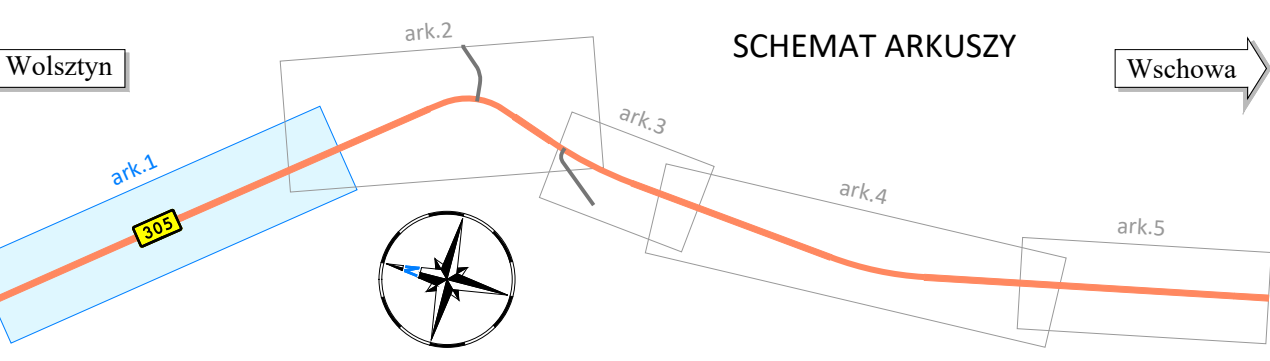 SCHEMAT ARKUSZY
Wolsztyn
Wschowa
ark.1
ark.2
ark.3
ark.4
ark.5
305
N